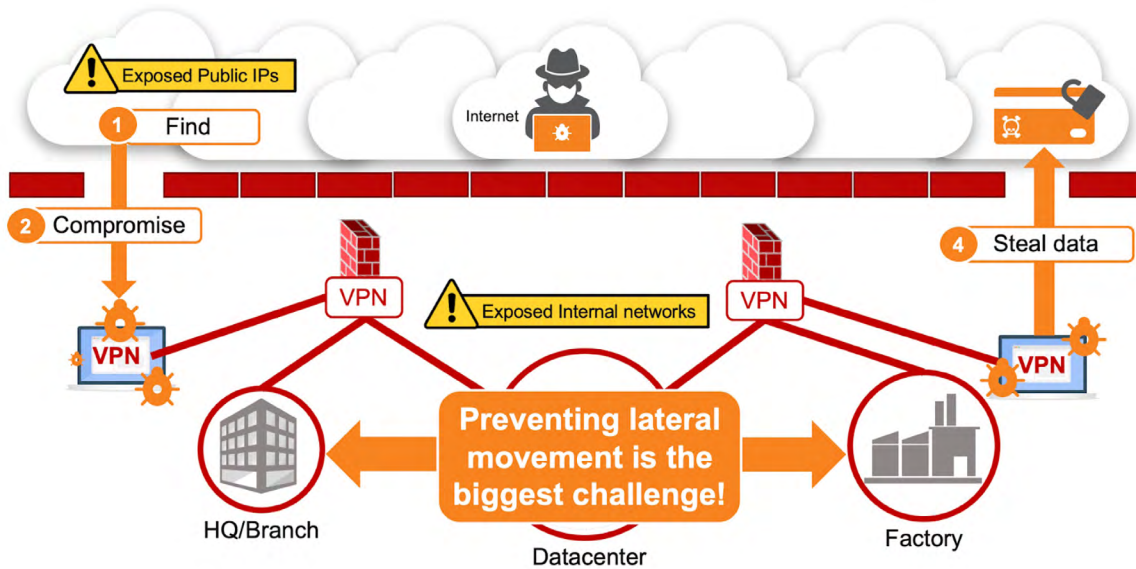 Exposed Public IPs
1 Find
Internet
2 Compromise
4 Steal data
VPN
VPN
Exposed Internal networks
VPN
VPN
Preventing lateral
movement is the
biggest challenge!
HQ/Branch
Datacenter
Factory